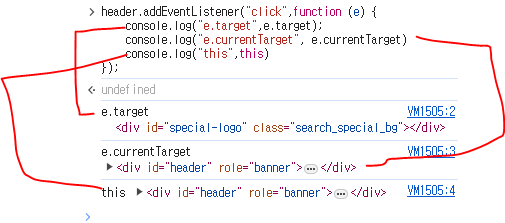 header.addEventListener("click",function (e) {
console.log("e.target",e.target);
console.log("e.currentTarget", e.currentTarget)
console.log("this",this)
});
undefined
e.target VM1505:2
<div id="special-logo" class="search_special_bg"></div>
e.currentTarget VM1505:3
<div id="header" role="banner">…</div>
this <div id="header" role="banner">…</div> VM1505:4